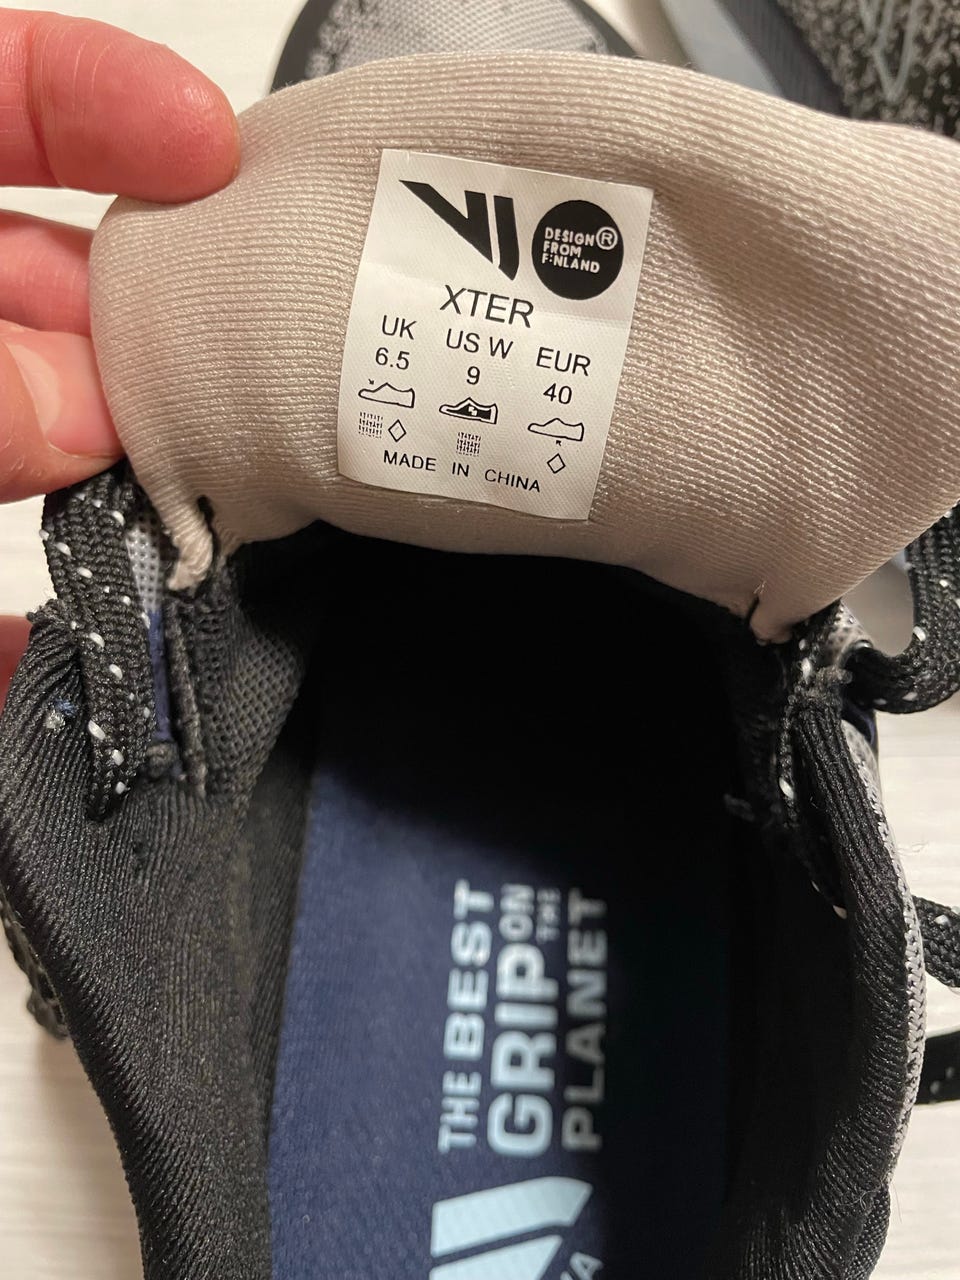 DESIGN®
FROM
FINLAND
XTER
UK US W EUR
6.5 9 40
MADE IN CHINA
THE BEST
GRIP ON THE
PLANET